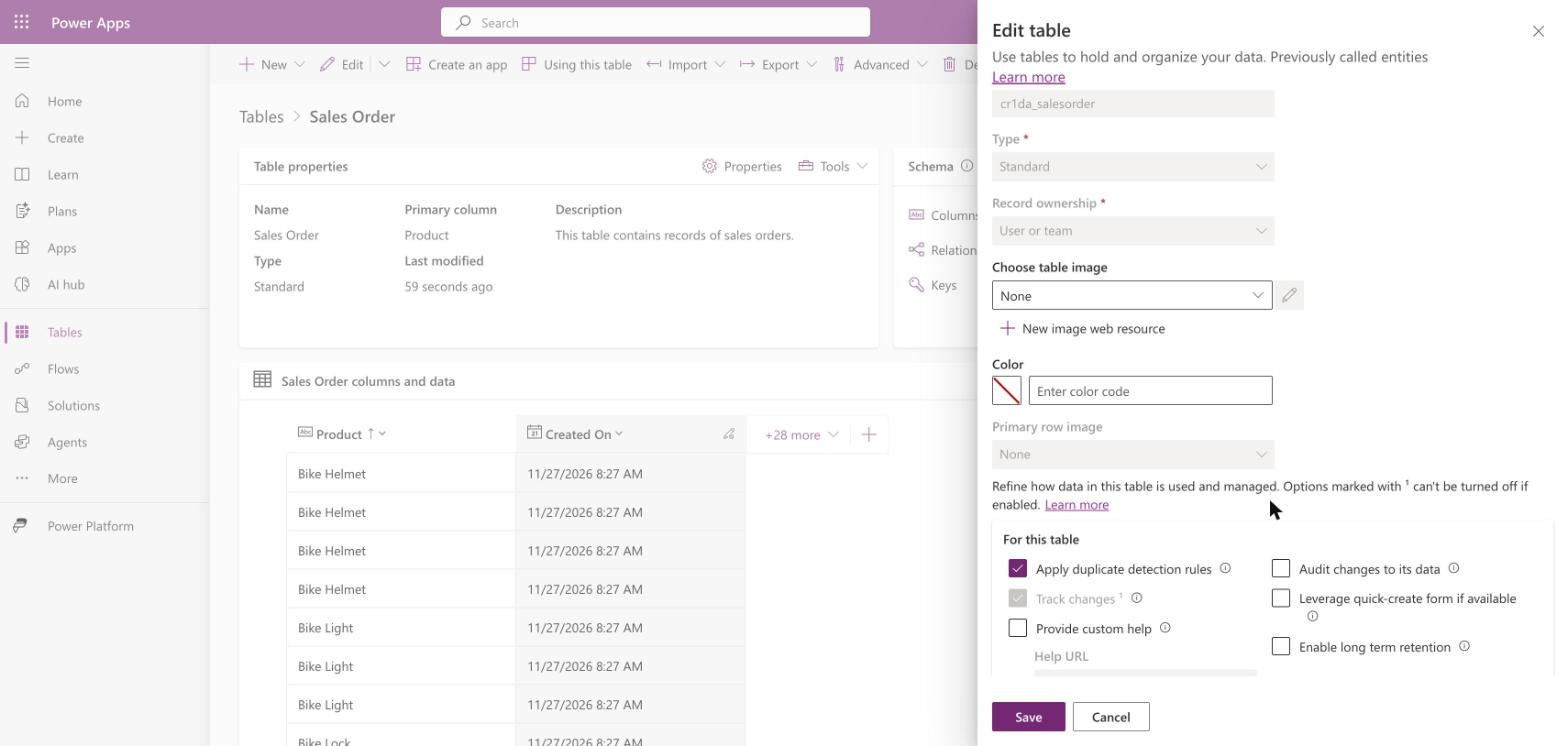 Power Apps
Search
Home
Create
Learn
Plans
Apps
AI hub
Tables
Flows
Solutions
Agents
More
Power Platform
New Edit Create an app Using this table Import Export Advanced De
Tables > Sales Order
Table properties Properties Tools
Name Primary column Description
Sales Order Product This table contains records of sales orders.
Type Last modified
Standard 59 seconds ago
Schema
Columns
Relation
Keys
Sales Order columns and data
Abc Product ↑ Created On +28 more
Bike Helmet 11/27/2026 8:27 AM
Bike Helmet 11/27/2026 8:27 AM
Bike Helmet 11/27/2026 8:27 AM
Bike Helmet 11/27/2026 8:27 AM
Bike Light 11/27/2026 8:27 AM
Bike Light 11/27/2026 8:27 AM
Bike Light 11/27/2026 8:27 AM
Bike Lock 11/27/2026 8:27 AM
Edit table
Use tables to hold and organize your data. Previously called entities
Learn more
cr1da_salesorder
Type *
Standard
Record ownership *
User or team
Choose table image
None
New image web resource
Color
Enter color code
Primary row image
None
Refine how data in this table is used and managed. Options marked with ¹ can't be turned off if
enabled. Learn more
For this table
Apply duplicate detection rules
Track changes ¹
Provide custom help
Help URL
Audit changes to its data
Leverage quick-create form if available
Enable long term retention
Save Cancel